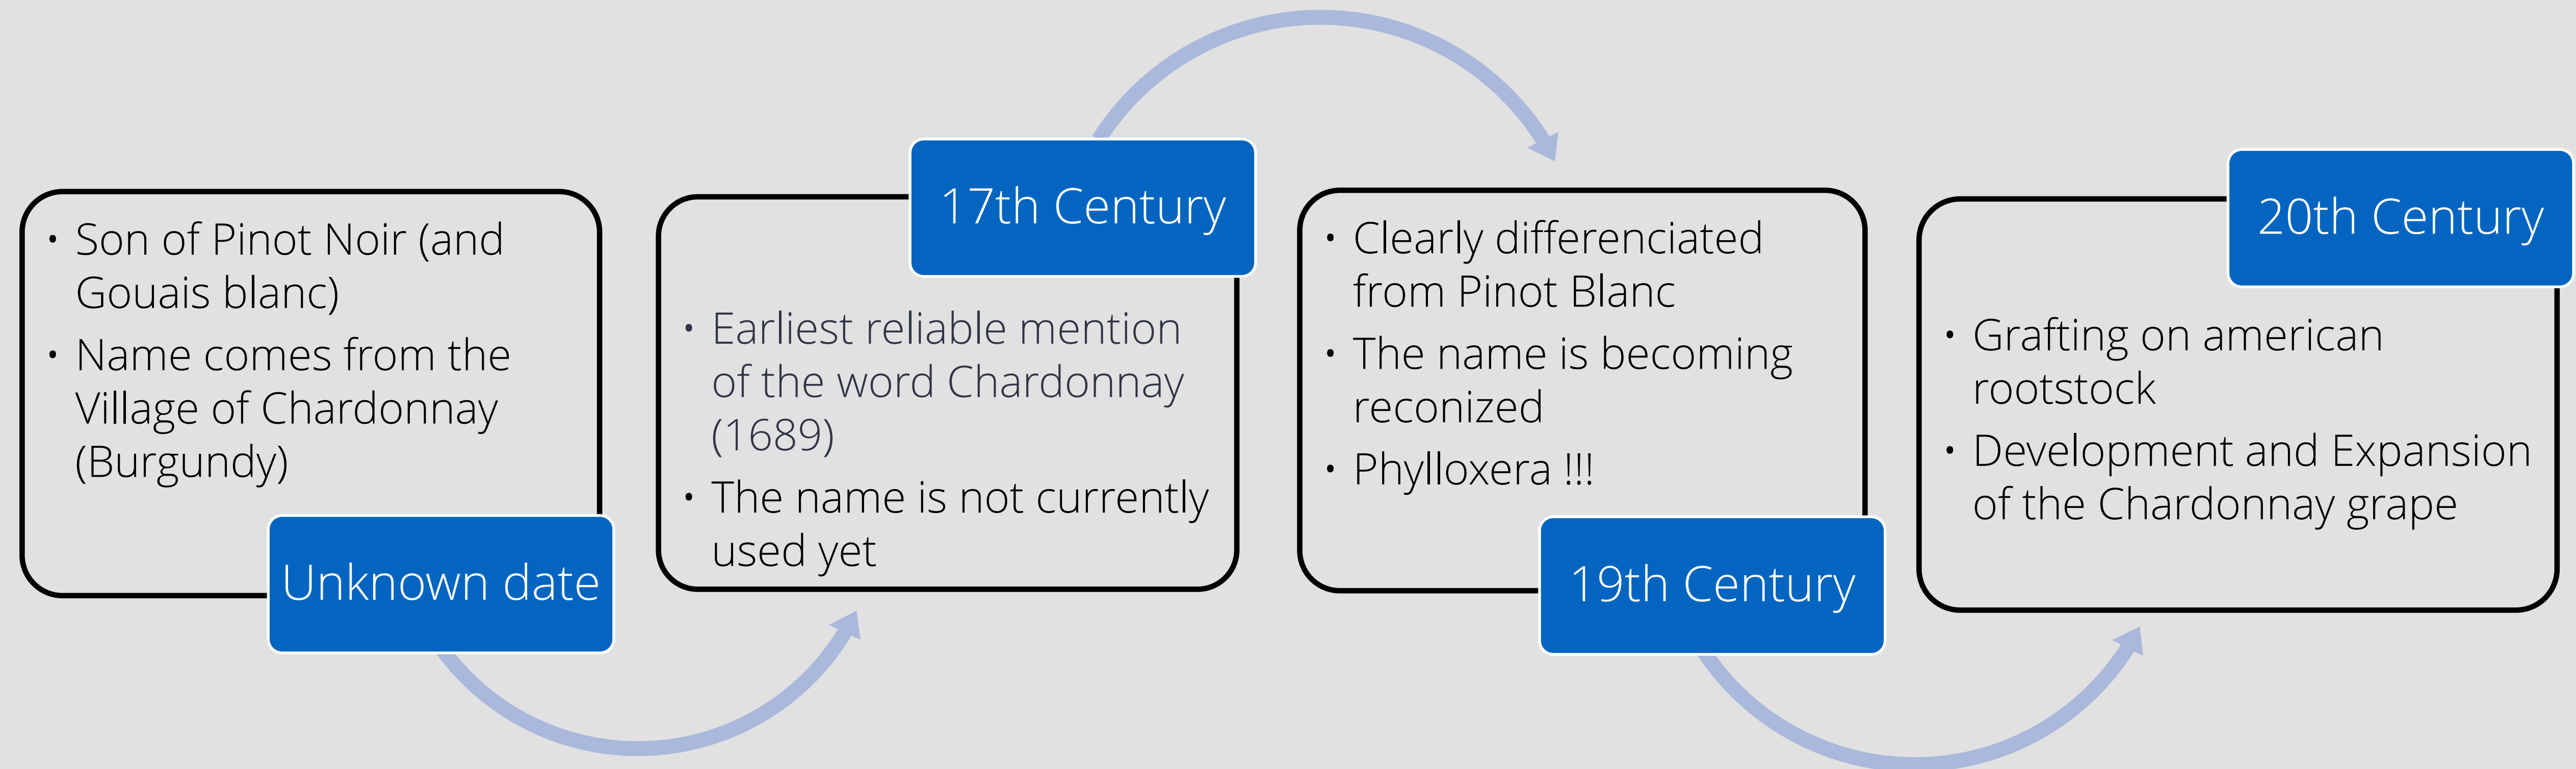 • Son of Pinot Noir (and
Gouais blanc)
• Name comes from the
Village of Chardonnay
(Burgundy)
Unknown date
17th Century
• Earliest reliable mention
of the word Chardonnay
(1689)
• The name is not currently
used yet
• Clearly differenciated
from Pinot Blanc
• The name is becoming
reconized
• Phylloxera !!!
19th Century
20th Century
• Grafting on american
rootstock
• Development and Expansion
of the Chardonnay grape